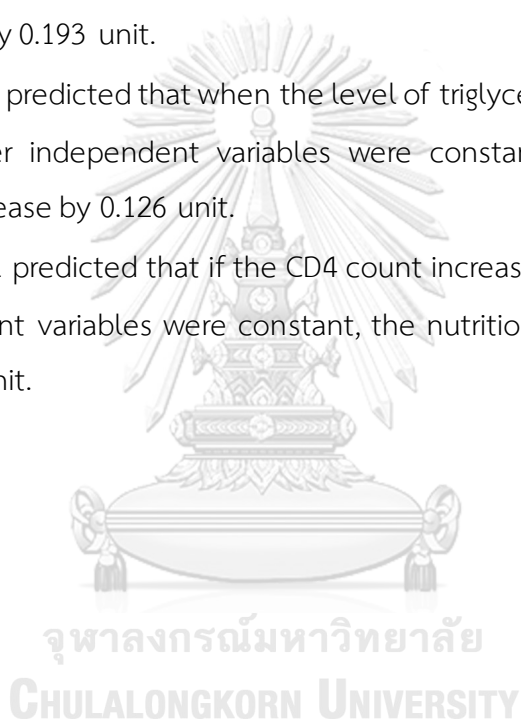 y 0.193 unit.
predicted that when the level of triglyce
er independent variables were constan
ease by 0.126 unit.
predicted that if the CD4 count increas
nt variables were constant, the nutritio
nit.
จุฬาลงกรณ์มหาวิทยาลัย
CHULALONGKORN UNIVERSITY